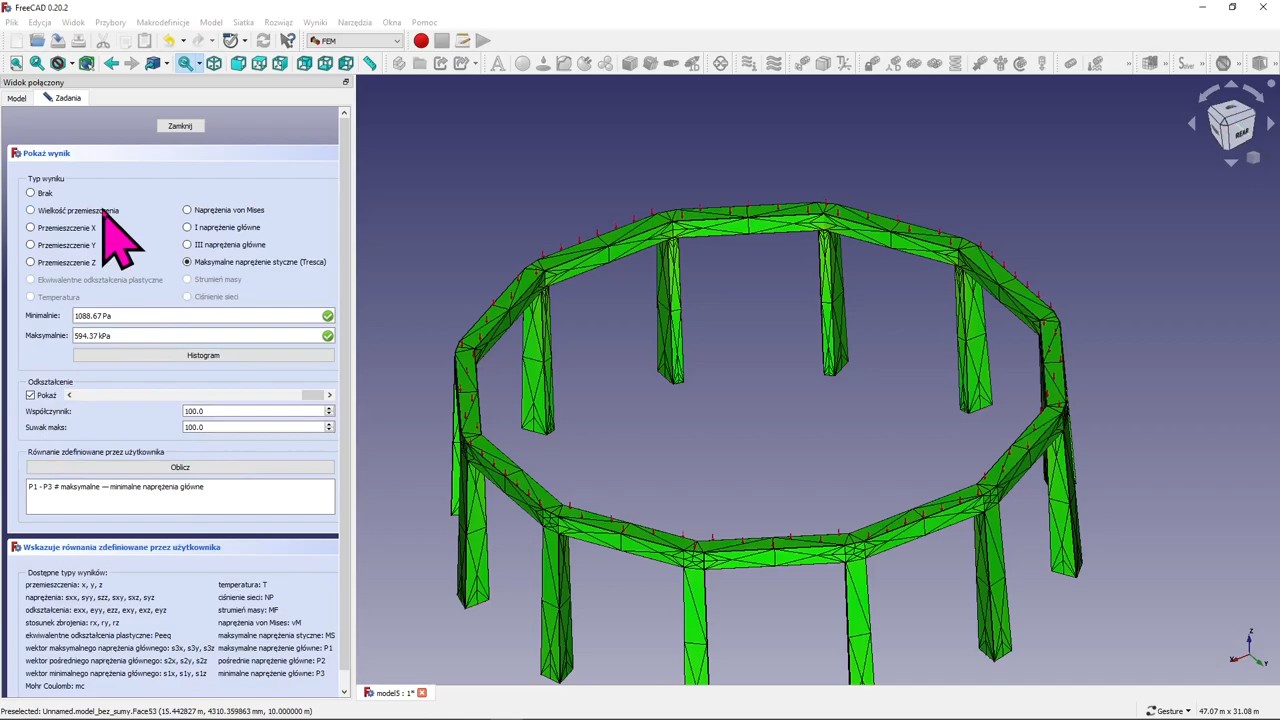 FreeCAD 0.20.2
Plik Edycja Widok Przybory Makrodefinicje Model Siatka Rozwiąż Wyniki Narzędzia Okna Pomoc
FEM
Widok połączony
Model Zadania
Zamknij
Pokaż wynik
Typ wyniku
Brak
Wielkość przemieszczenia Naprężenia von Mises
Przemieszczenie X I naprężenie główne
Przemieszczenie Y III naprężenia główne
Przemieszczenie Z Maksymalne naprężenie styczne (Tresca)
Ekwiwalentne odkształcenia plastyczne Strumień masy
Temperatura Ciśnienie sieci
Minimalnie: 1088.67 Pa
Maksymalnie: 594.37 kPa
Histogram
Odkształcenie
Pokaż
Współczynnik: 100.0
Suwak maks: 100.0
Równanie zdefiniowane przez użytkownika
Oblicz
P1 - P3 # maksymalne — minimalne naprężenia główne
Wskazuje równania zdefiniowane przez użytkownika
Dostępne typy wyników:
przemieszczenia: x, y, z temperatura: T
naprężenia: sxx, syy, szz, sxy, sxz, syz ciśnienie sieci: NP
odkształcenia: exx, eyy, ezz, exy, exz, eyz strumień masy: MF
stosunek zbrojenia: rx, ry, rz naprężenia von Mises: vM
ekwiwalentne odkształcenia plastyczne: Peeq maksymalne naprężenia styczne: MS
wektor maksymalnego naprężenia głównego: s3x, s3y, s3z maksymalne naprężenie główne: P1
wektor pośredniego naprężenia głównego: s2x, s2y, s2z pośrednie naprężenie główne: P2
wektor minimalnego naprężenia głównego: s1x, s1y, s1z minimalne naprężenie główne: P3
Mohr Coulomb: mc
REAR
Z
X
Y
model5 : 1*
Preselected: Unnamed.model_bez_sumy.Face53 (15.442827 m, 4310.359863 mm, 10.000000 m) Gesture 47.07 m x 31.08 m